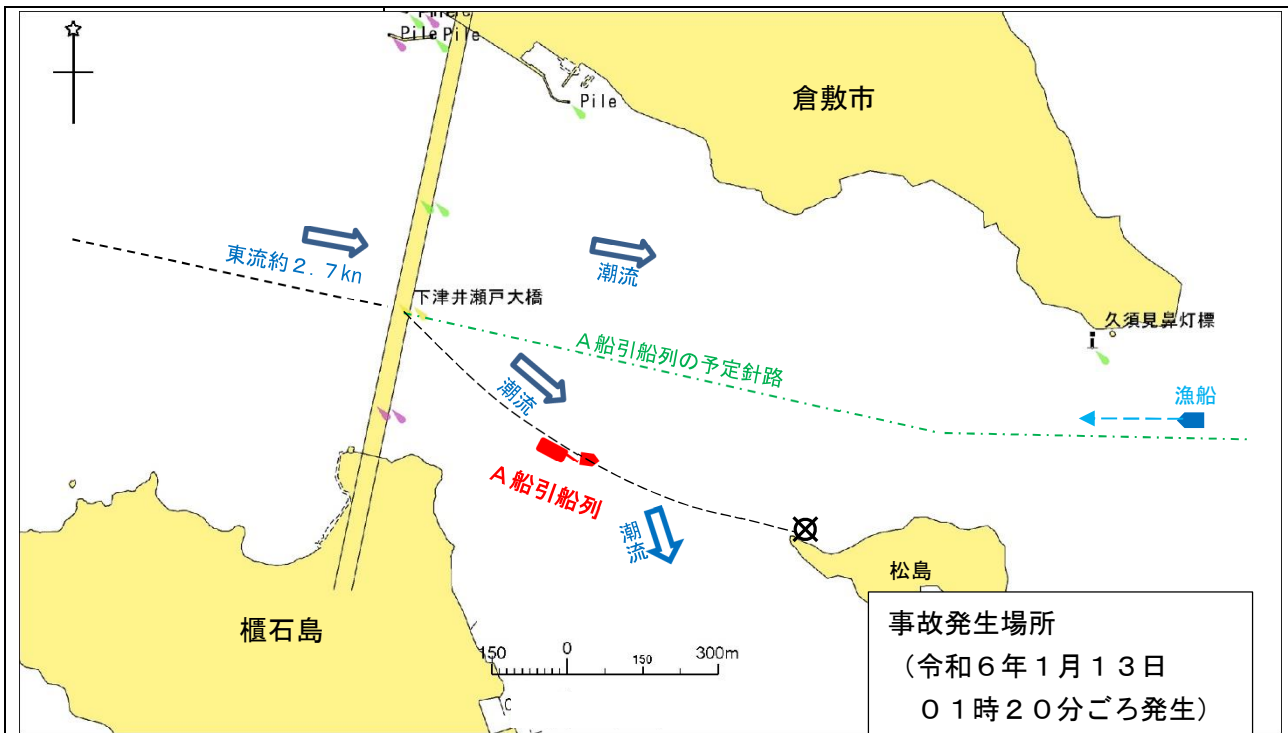 Pile
Pile
Pile
Pile
倉敷市
東流約２．７kn
潮流
下津井瀬戸大橋
久須見鼻灯標
Ａ船引船列の予定針路
漁船
潮流
Ａ船引船列
潮流
松島
櫃石島
150 0 150 300m
事故発生場所
（令和６年１月１３日
０１時２０分ごろ発生）